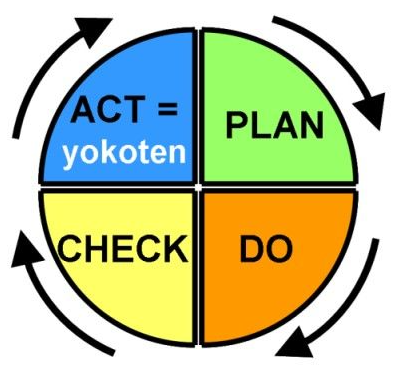 ACT =
yokoten
PLAN
CHECK
DO